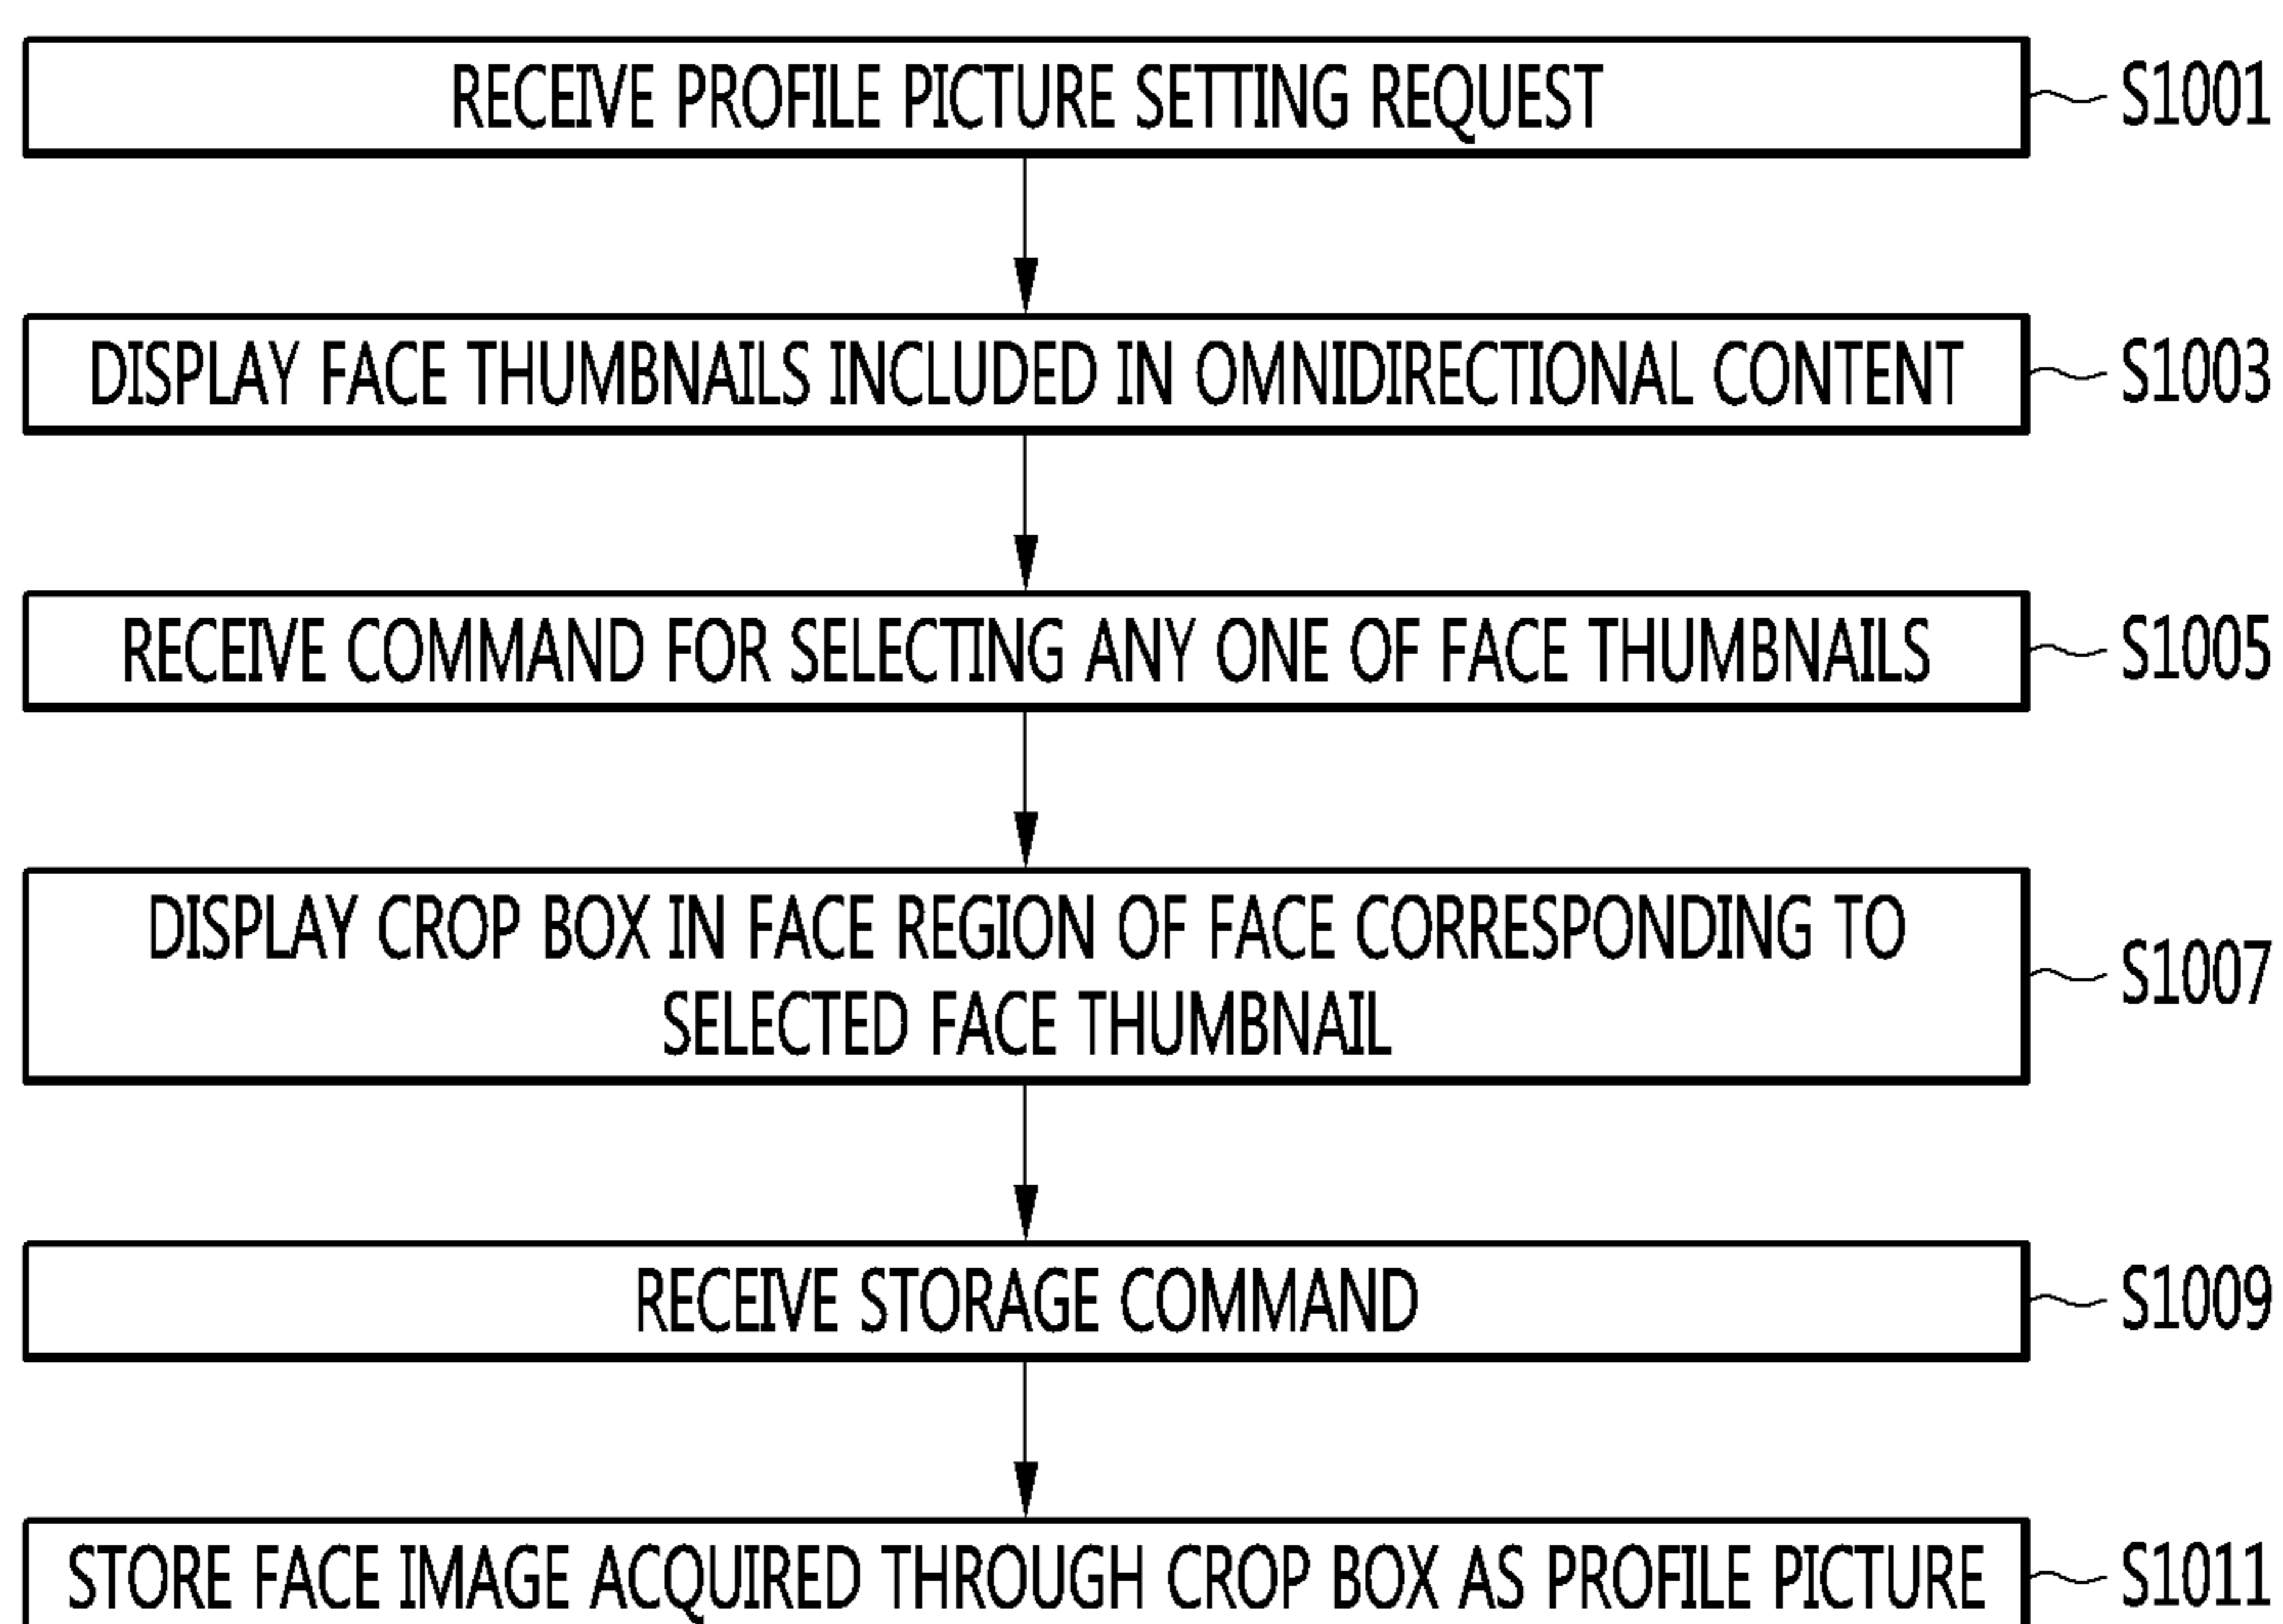 RECEIVE PROFILE PICTURE SETTING REQUEST S1001
DISPLAY FACE THUMBNAILS INCLUDED IN OMNIDIRECTIONAL CONTENT S1003
RECEIVE COMMAND FOR SELECTING ANY ONE OF FACE THUMBNAILS S1005
DISPLAY CROP BOX IN FACE REGION OF FACE CORRESPONDING TO
SELECTED FACE THUMBNAIL
S1007
RECEIVE STORAGE COMMAND S1009
STORE FACE IMAGE ACQUIRED THROUGH CROP BOX AS PROFILE PICTURE S1011